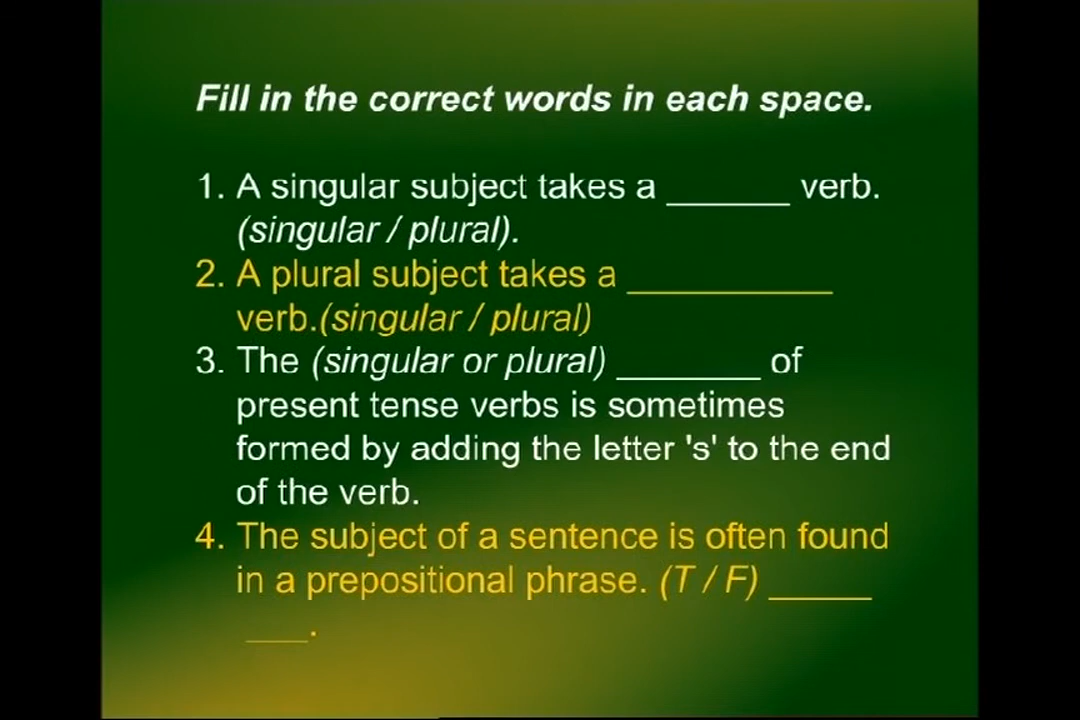 Fill in the correct words in each space.
1. A singular subject takes a ______ verb.
(singular / plural).
2. A plural subject takes a __________
verb.(singular / plural)
3. The (singular or plural) _______ of
present tense verbs is sometimes
formed by adding the letter 's' to the end
of the verb.
4. The subject of a sentence is often found
in a prepositional phrase. (T / F) _____
___.